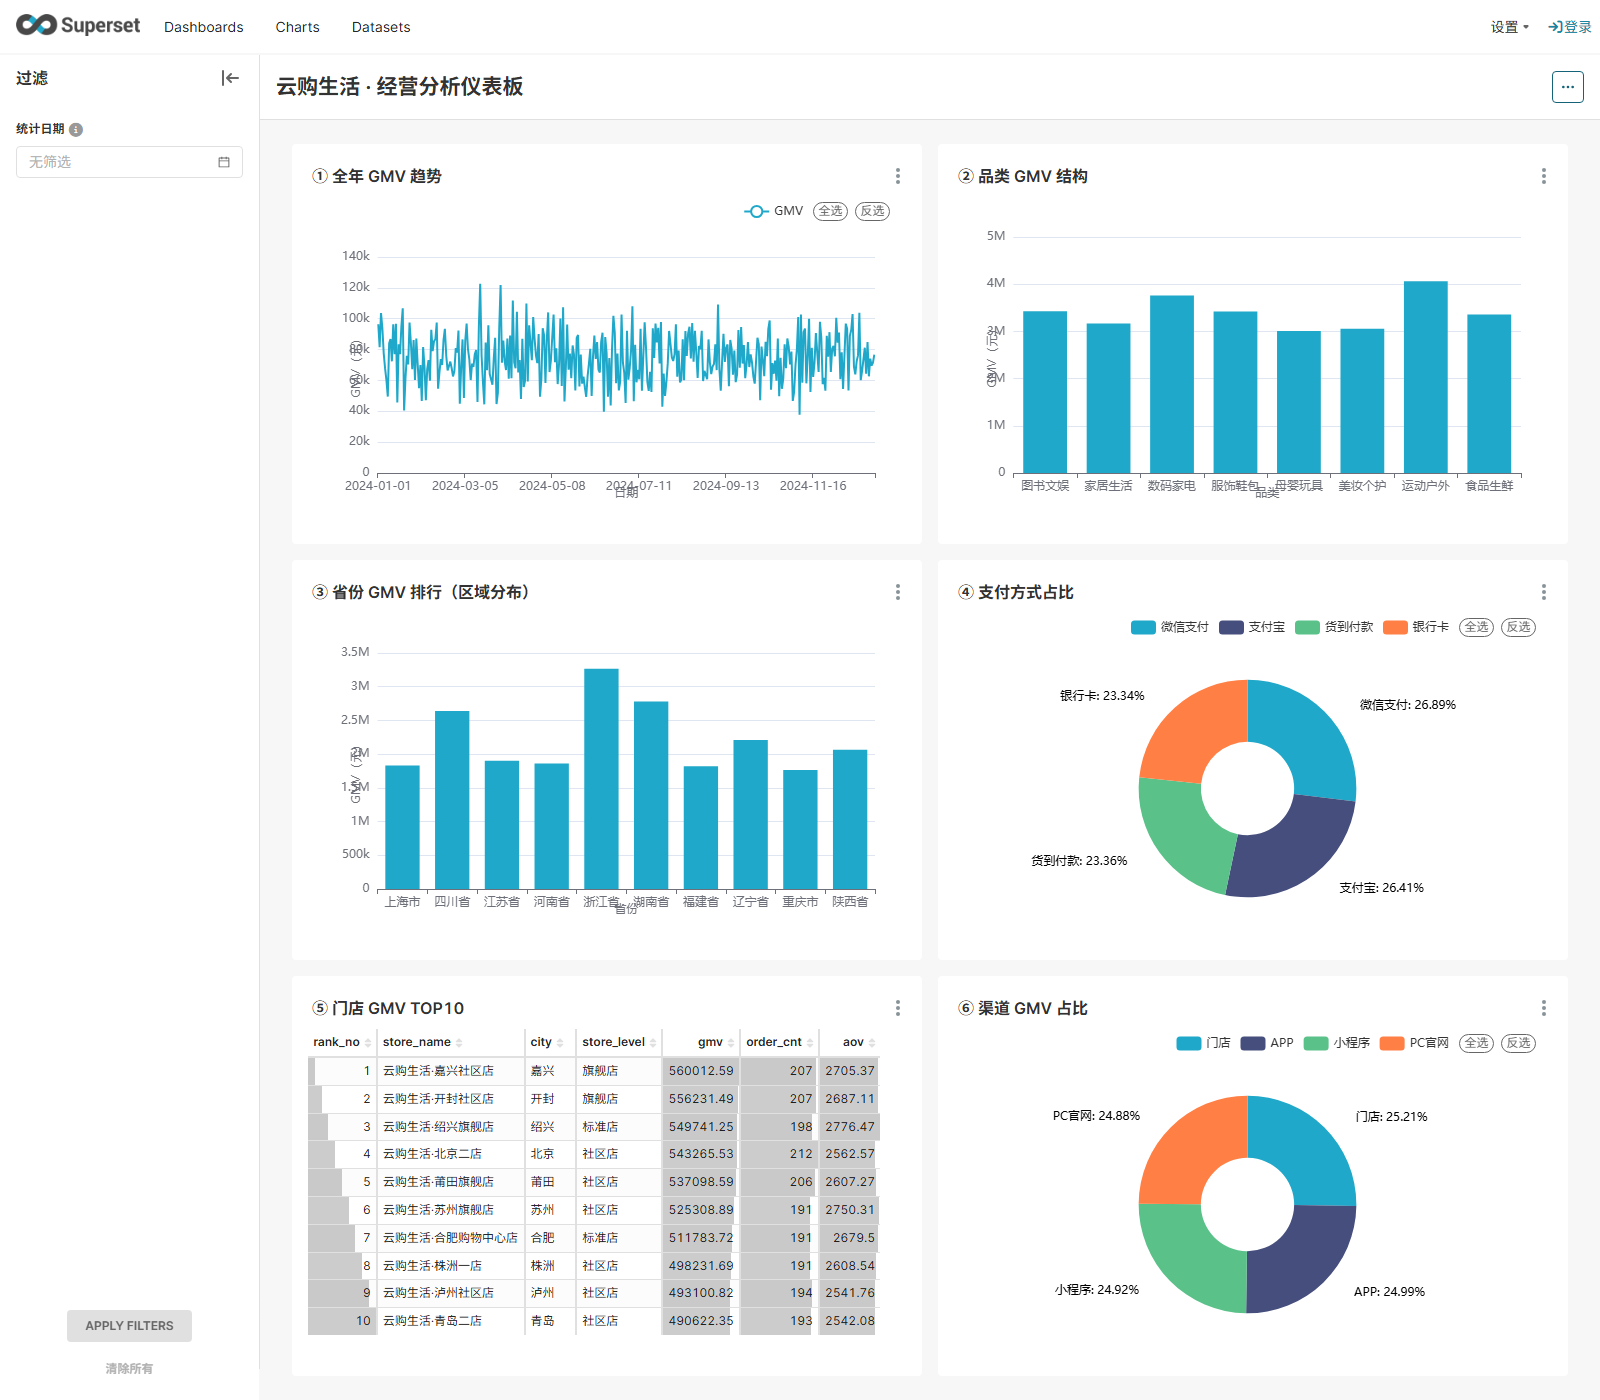 Superset
Dashboards
Charts
Datasets
设置
登录
过滤
统计日期
无筛选
APPLY FILTERS
清除所有
云购生活 · 经营分析仪表板
① 全年 GMV 趋势
GMV 全选 反选
140k
120k
100k
80k
60k
40k
20k
0
GMV（元）
2024-01-01 2024-03-05 2024-05-08 2024-07-11 2024-09-13 2024-11-16
日期
② 品类 GMV 结构
5M
4M
3M
2M
1M
0
GMV（元）
图书文娱 家居生活 数码家电 服饰鞋包 母婴玩具 美妆个护 运动户外 食品生鲜
品类
③ 省份 GMV 排行（区域分布）
3.5M
3M
2.5M
2M
1.5M
1M
500k
0
GMV（元）
上海市 四川省 江苏省 河南省 浙江省 湖南省 福建省 辽宁省 重庆市 陕西省
省份
④ 支付方式占比
微信支付 支付宝 货到付款 银行卡 全选 反选
银行卡: 23.34%
微信支付: 26.89%
货到付款: 23.36%
支付宝: 26.41%
⑤ 门店 GMV TOP10
rank_no store_name city store_level gmv order_cnt aov
1 云购生活·嘉兴社区店 嘉兴 旗舰店 560012.59 207 2705.37
2 云购生活·开封社区店 开封 旗舰店 556231.49 207 2687.11
3 云购生活·绍兴旗舰店 绍兴 标准店 549741.25 198 2776.47
4 云购生活·北京二店 北京 社区店 543265.53 212 2562.57
5 云购生活·莆田旗舰店 莆田 社区店 537098.59 206 2607.27
6 云购生活·苏州旗舰店 苏州 社区店 525308.89 191 2750.31
7 云购生活·合肥购物中心店 合肥 标准店 511783.72 191 2679.5
8 云购生活·株洲一店 株洲 社区店 498231.69 191 2608.54
9 云购生活·泸州社区店 泸州 社区店 493100.82 194 2541.76
10 云购生活·青岛二店 青岛 社区店 490622.35 193 2542.08
⑥ 渠道 GMV 占比
门店 APP 小程序 PC官网 全选 反选
PC官网: 24.88%
门店: 25.21%
小程序: 24.92%
APP: 24.99%